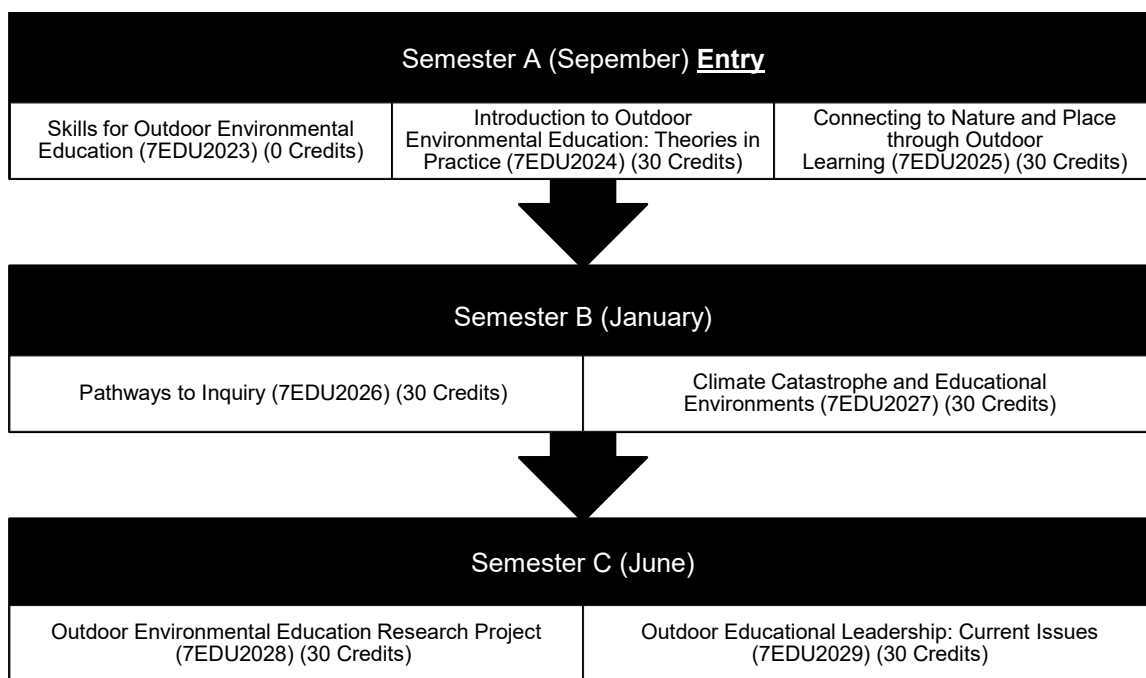 Semester A (Sepember) Entry
Skills for Outdoor Environmental
Education (7EDU2023) (0 Credits)
Introduction to Outdoor
Environmental Education: Theories in
Practice (7EDU2024) (30 Credits)
Connecting to Nature and Place
through Outdoor
Learning (7EDU2025) (30 Credits)
Semester B (January)
Pathways to Inquiry (7EDU2026) (30 Credits)
Climate Catastrophe and Educational
Environments (7EDU2027) (30 Credits)
Semester C (June)
Outdoor Environmental Education Research Project
(7EDU2028) (30 Credits)
Outdoor Educational Leadership: Current Issues
(7EDU2029) (30 Credits)